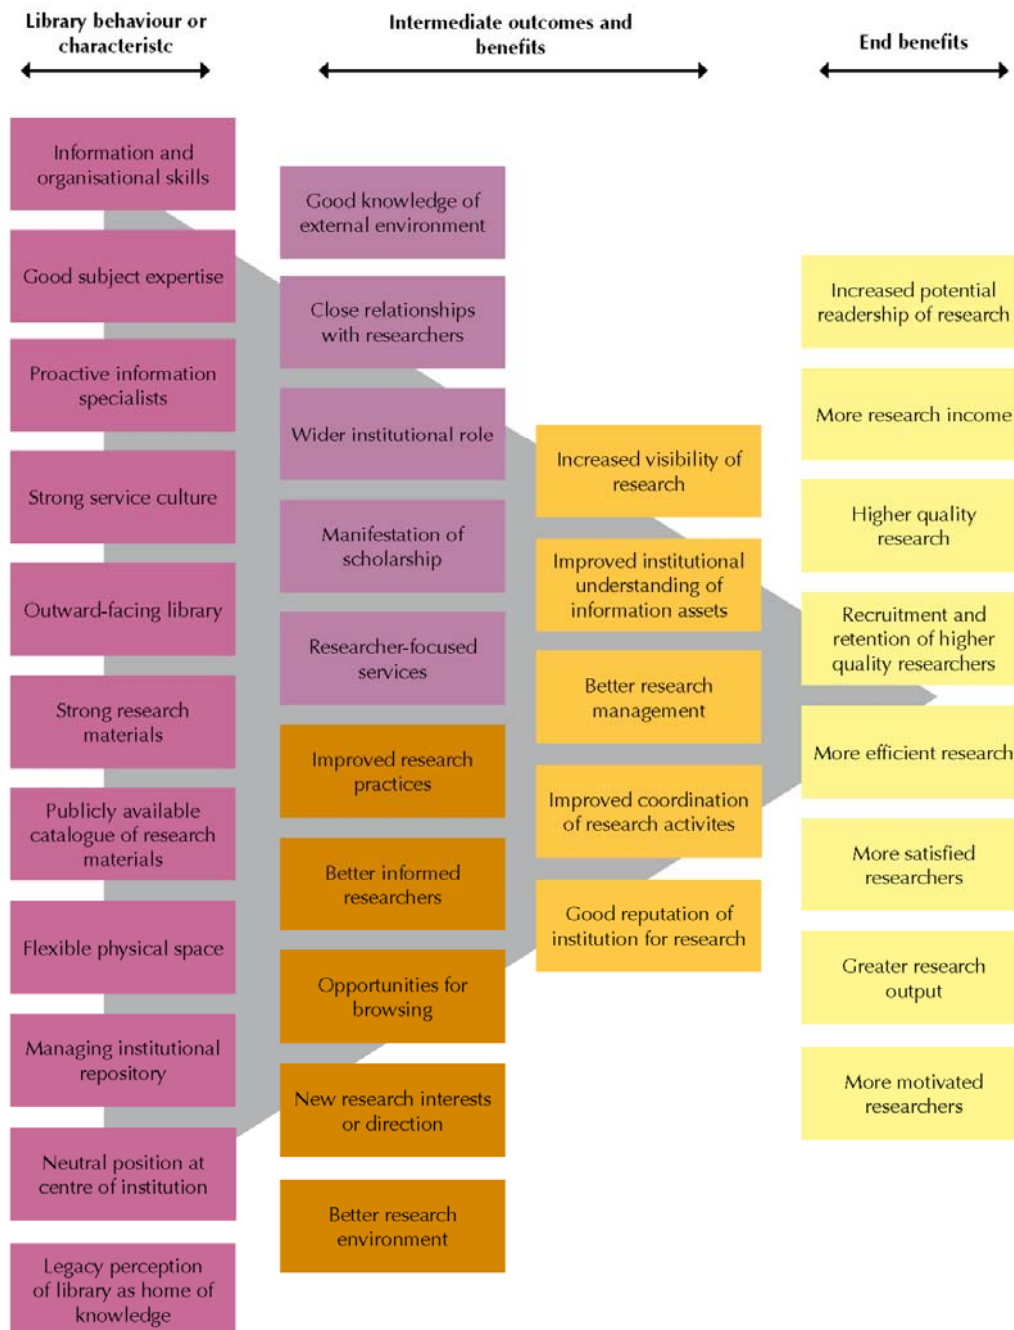 Library behaviour or
characteristc
Intermediate outcomes and
benefits
End benefits
Information and
organisational skills
Good subject expertise
Proactive information
specialists
Strong service culture
Outward-facing library
Strong research
materials
Publicly available
catalogue of research
materials
Flexible physical space
Managing institutional
repository
Neutral position at
centre of institution
Legacy perception
of library as home of
knowledge
Good knowledge of
external environment
Close relationships
with researchers
Wider institutional role
Manifestation of
scholarship
Researcher-focused
services
Improved research
practices
Better informed
researchers
Opportunities for
browsing
New research interests
or direction
Better research
environment
Increased visibility of
research
Improved institutional
understanding of
information assets
Better research
management
Improved coordination
of research activites
Good reputation of
institution for research
Increased potential
readership of research
More research income
Higher quality
research
Recruitment and
retention of higher
quality researchers
More efficient research
More satisfied
researchers
Greater research
output
More motivated
researchers